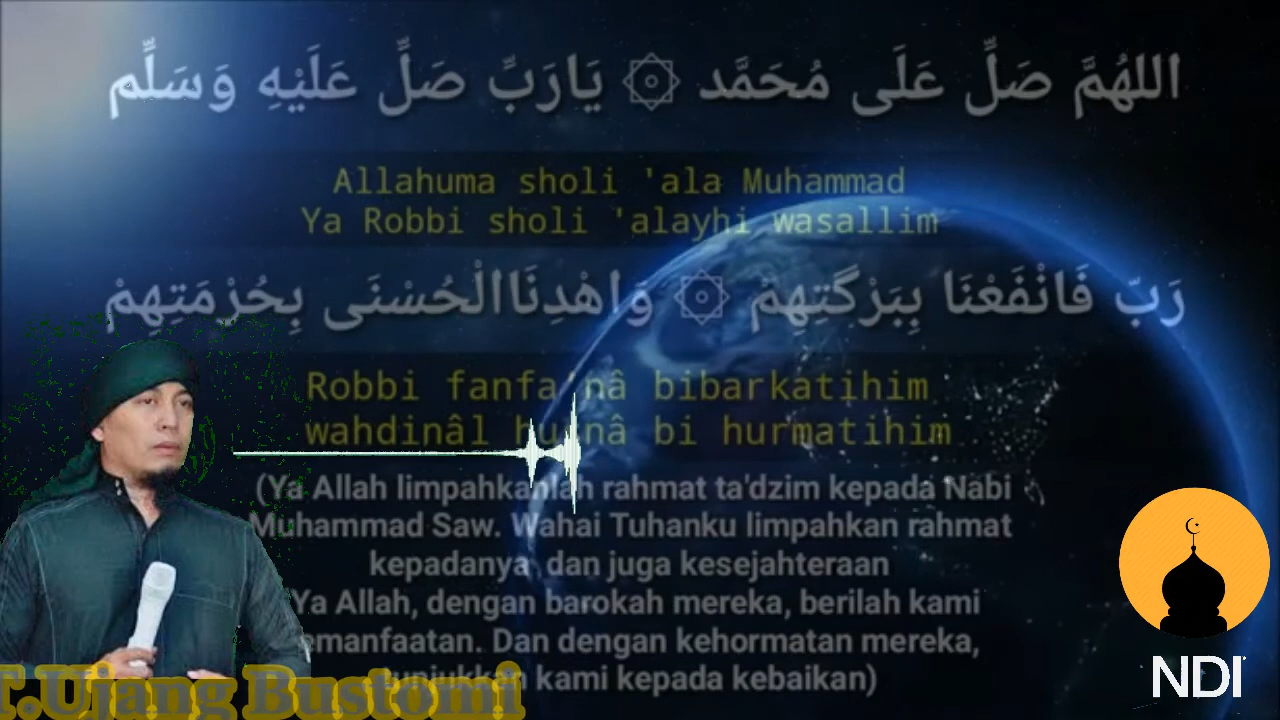 اللهُمَّ صَلِّ عَلَى مُحَمَّد ۞ يَارَبِّ صَلِّ عَلَيْهِ وَسَلِّم
Allahuma sholi 'ala Muhammad
Ya Robbi sholi 'alayhi wasallim
رَبِّ فَانْفَعْنَا بِبَرْكَتِهِمْ ۞ وَاهْدِنَاالْحُسْنَى بِحُرْمَتِهِمْ
Robbi fanfa'nâ bibarkatihim
wahdinâl husnâ bi hurmatihim
(Ya Allah limpahkanlah rahmat ta'dzim kepada Nabi
Muhammad Saw. Wahai Tuhanku limpahkan rahmat
kepadanya dan juga kesejahteraan
Ya Allah, dengan barokah mereka, berilah kami
emanfaatan. Dan dengan kehormatan mereka,
tunjukkan kami kepada kebaikan)
T.Ujang Bustomi
NDI